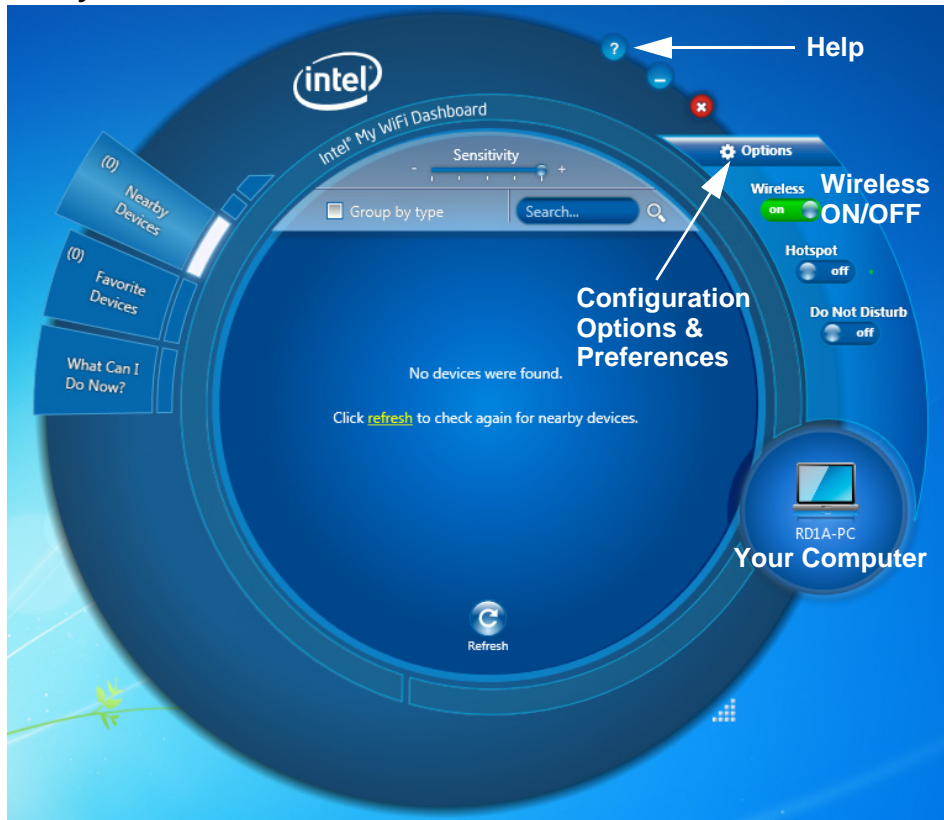 ?
Help
intel
Intel® My WiFi Dashboard
Sensitivity
- +
Group by type
Search...
Options
Wireless
on
Wireless
ON/OFF
Hotspot
off
Do Not Disturb
off
Configuration
Options &
Preferences
(0)
Nearby
Devices
(0)
Favorite
Devices
What Can I
Do Now?
No devices were found.
Click refresh to check again for nearby devices.
RD1A-PC
Your Computer
Refresh